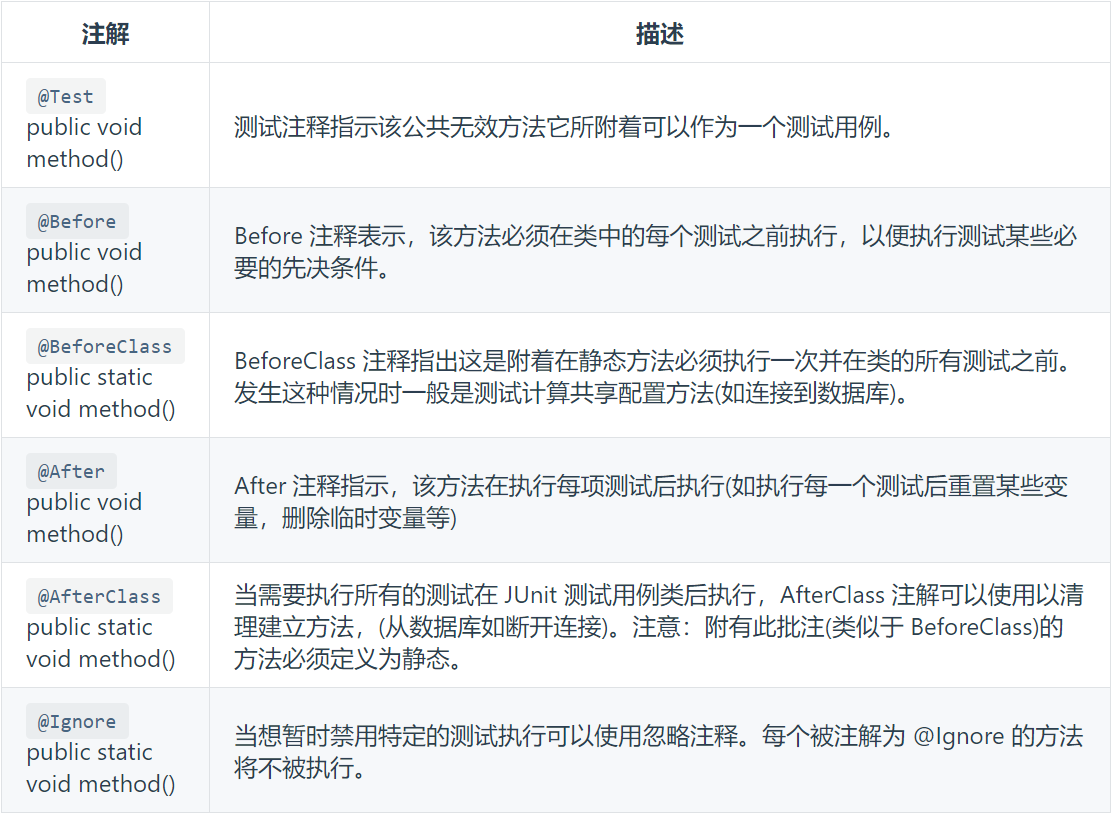 注解
描述
@Test
public void
method()
测试注释指示该公共无效方法它所附着可以作为一个测试用例。
@Before
public void
method()
Before 注释表示，该方法必须在类中的每个测试之前执行，以便执行测试某些必
要的先决条件。
@BeforeClass
public static
void method()
BeforeClass 注释指出这是附着在静态方法必须执行一次并在类的所有测试之前。
发生这种情况时一般是测试计算共享配置方法(如连接到数据库)。
@After
public void
method()
After 注释指示，该方法在执行每项测试后执行(如执行每一个测试后重置某些变
量，删除临时变量等)
@AfterClass
public static
void method()
当需要执行所有的测试在 JUnit 测试用例类后执行，AfterClass 注解可以使用以清
理建立方法，(从数据库如断开连接)。注意：附有此批注(类似于 BeforeClass)的
方法必须定义为静态。
@Ignore
public static
void method()
当想暂时禁用特定的测试执行可以使用忽略注释。每个被注解为 @Ignore 的方法
将不被执行。